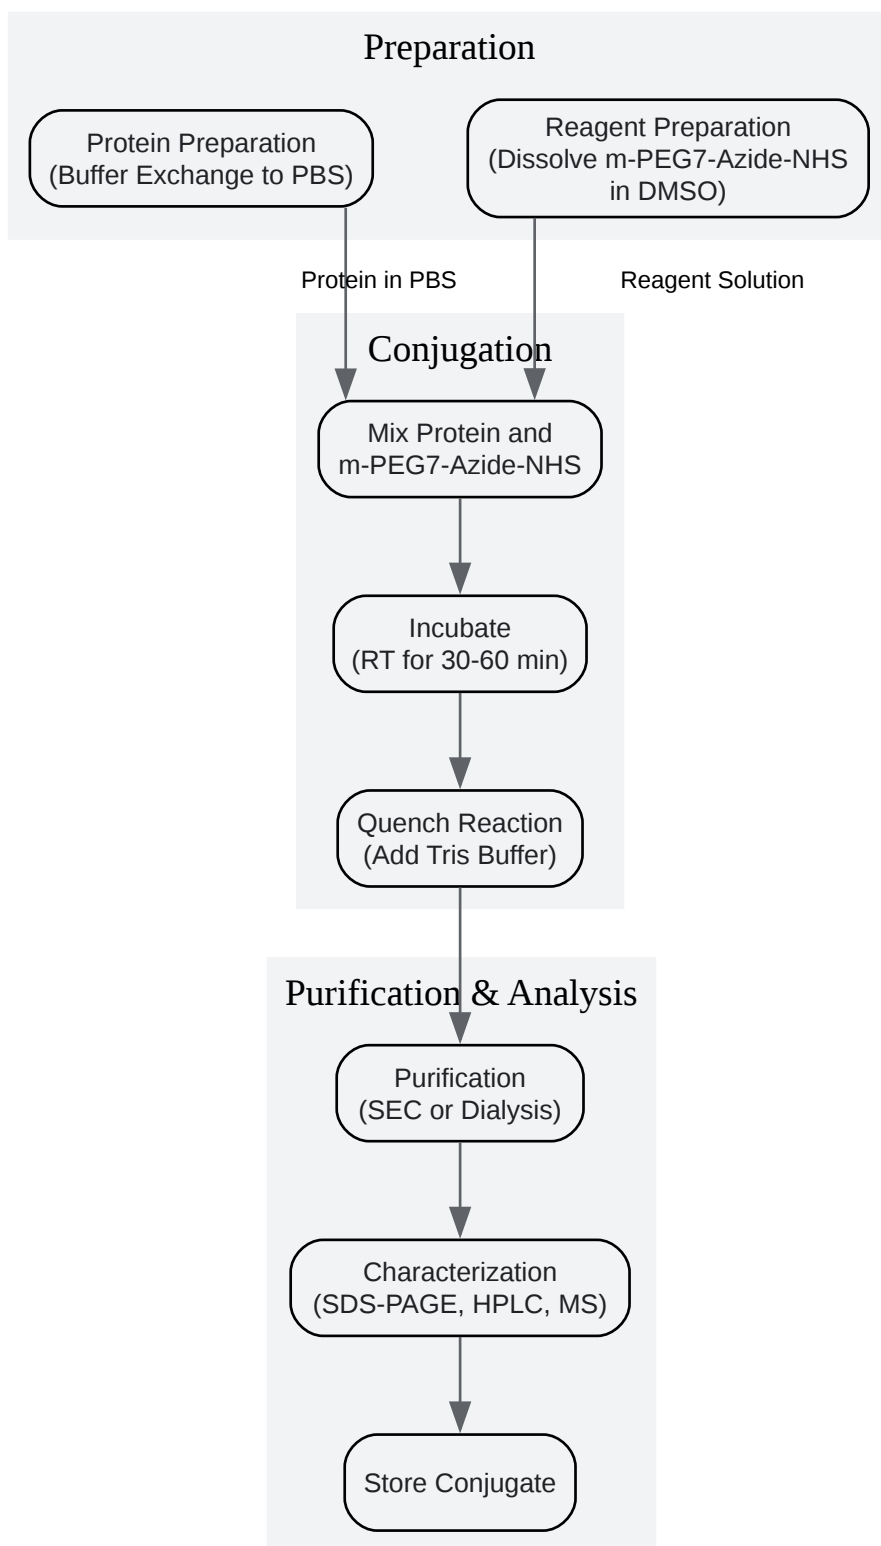 Preparation
Protein Preparation
(Buffer Exchange to PBS)
Reagent Preparation
(Dissolve m-PEG7-Azide-NHS
in DMSO)
Protein in PBS
Reagent Solution
Conjugation
Mix Protein and
m-PEG7-Azide-NHS
Incubate
(RT for 30-60 min)
Quench Reaction
(Add Tris Buffer)
Purification & Analysis
Purification
(SEC or Dialysis)
Characterization
(SDS-PAGE, HPLC, MS)
Store Conjugate